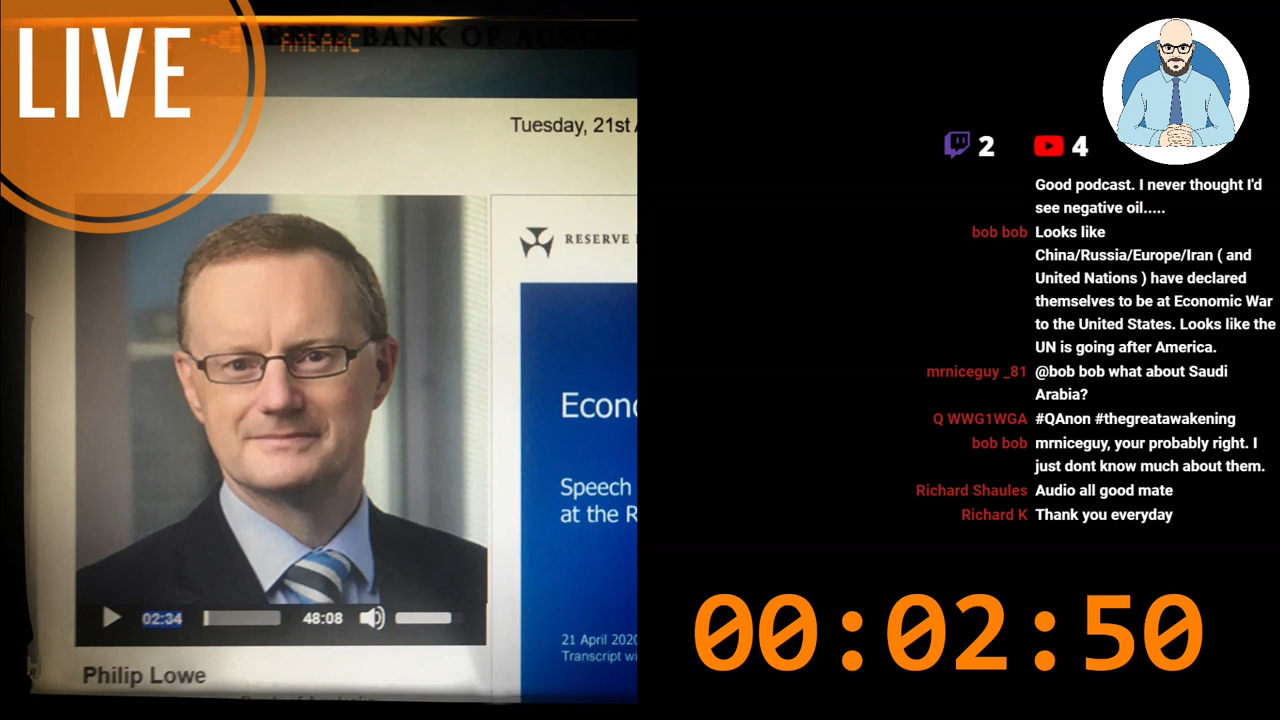 LIVE
BANK OF
Tuesday, 21st
RESERVE
Econo
Speech
at the R
02:34
48:08
21 April 2020
Transcript wi
Philip Lowe
2
4
Good podcast. I never thought I'd
see negative oil.....
bob bob Looks like
China/Russia/Europe/Iran ( and
United Nations ) have declared
themselves to be at Economic War
to the United States. Looks like the
UN is going after America.
mrniceguy _81 @bob bob what about Saudi
Arabia?
Q WWG1WGA #QAnon #thegreatawakening
bob bob mrniceguy, your probably right. I
just dont know much about them.
Richard Shaules Audio all good mate
Richard K Thank you everyday
00:02:50